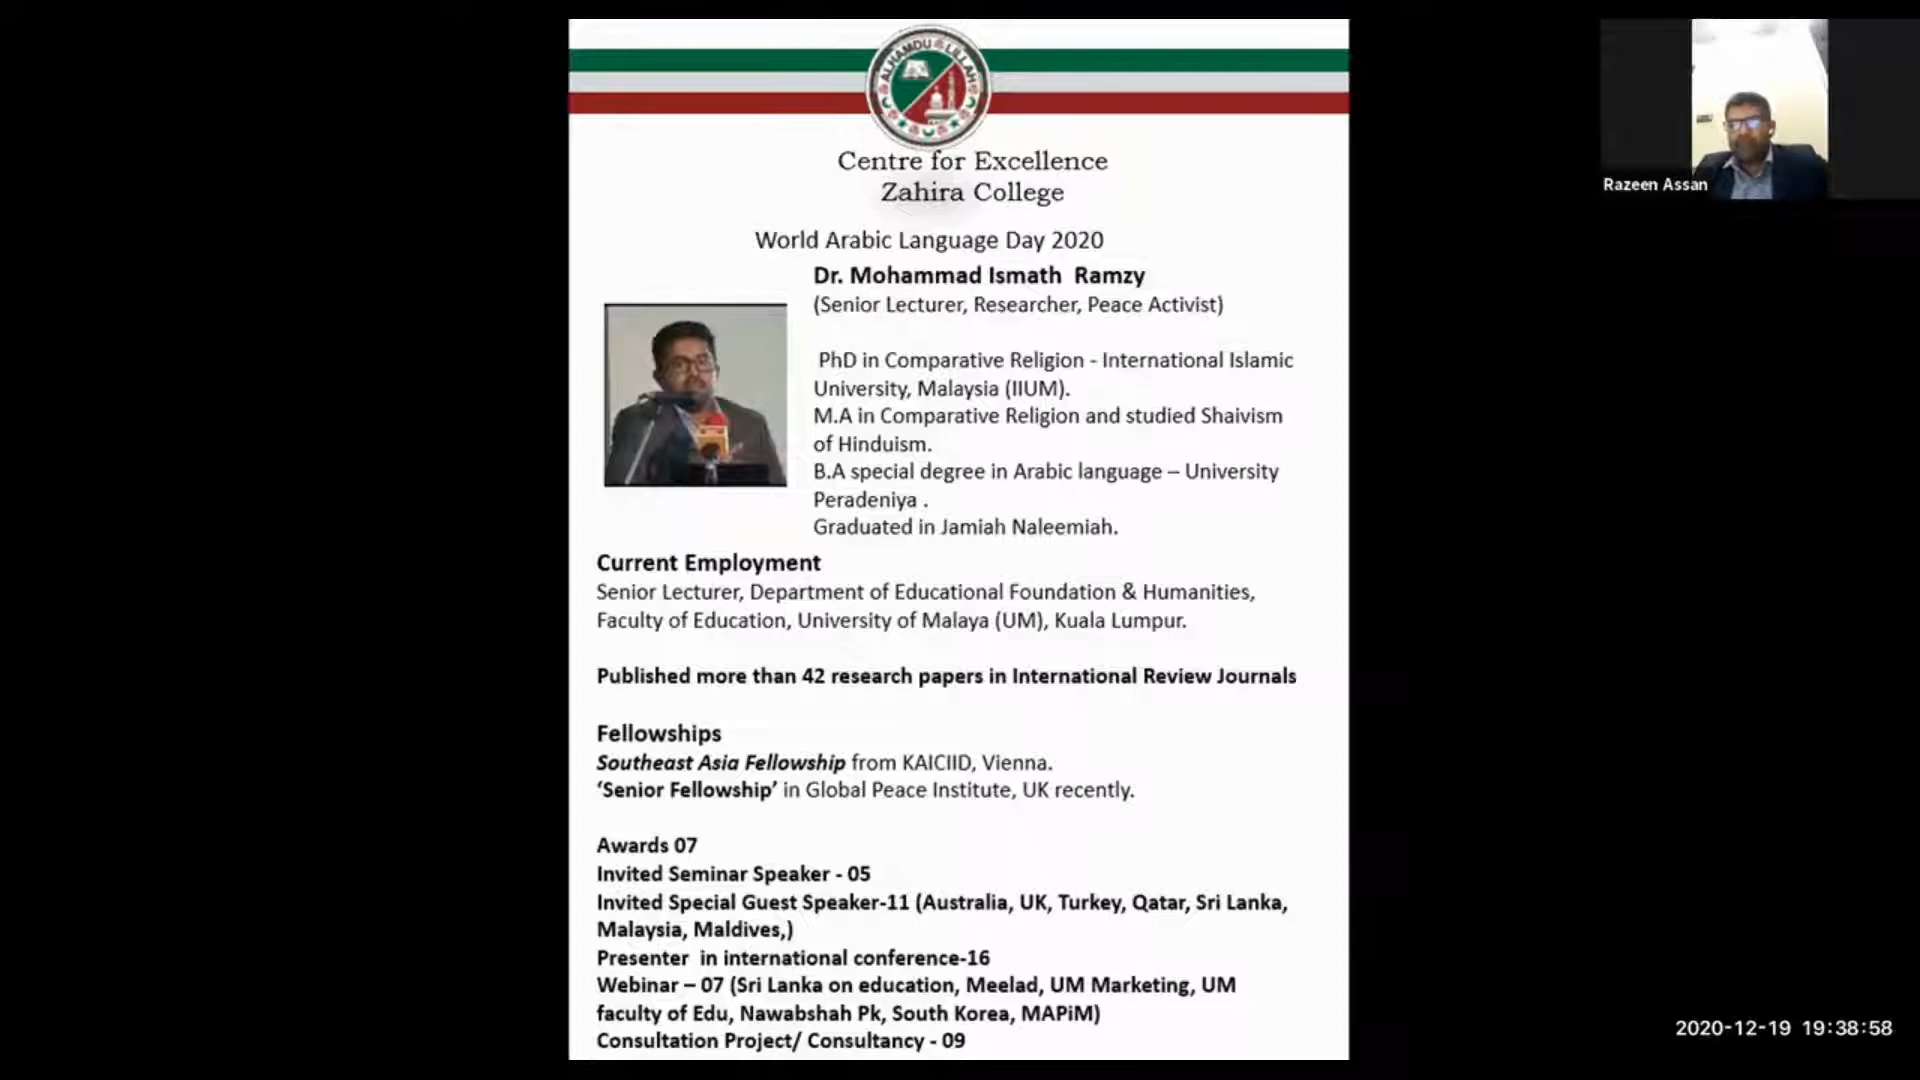 ALHAMDULILLAH
Centre for Excellence
Zahira College
World Arabic Language Day 2020
Dr. Mohammad Ismath Ramzy
(Senior Lecturer, Researcher, Peace Activist)
PhD in Comparative Religion - International Islamic
University, Malaysia (IIUM).
M.A in Comparative Religion and studied Shaivism
of Hinduism.
B.A special degree in Arabic language – University
Peradeniya .
Graduated in Jamiah Naleemiah.
Current Employment
Senior Lecturer, Department of Educational Foundation & Humanities,
Faculty of Education, University of Malaya (UM), Kuala Lumpur.
Published more than 42 research papers in International Review Journals
Fellowships
Southeast Asia Fellowship from KAICIID, Vienna.
‘Senior Fellowship’ in Global Peace Institute, UK recently.
Awards 07
Invited Seminar Speaker - 05
Invited Special Guest Speaker-11 (Australia, UK, Turkey, Qatar, Sri Lanka,
Malaysia, Maldives,)
Presenter in international conference-16
Webinar – 07 (Sri Lanka on education, Meelad, UM Marketing, UM
faculty of Edu, Nawabshah Pk, South Korea, MAPiM)
Consultation Project/ Consultancy - 09
Razeen Assan
2020-12-19 19:38:58